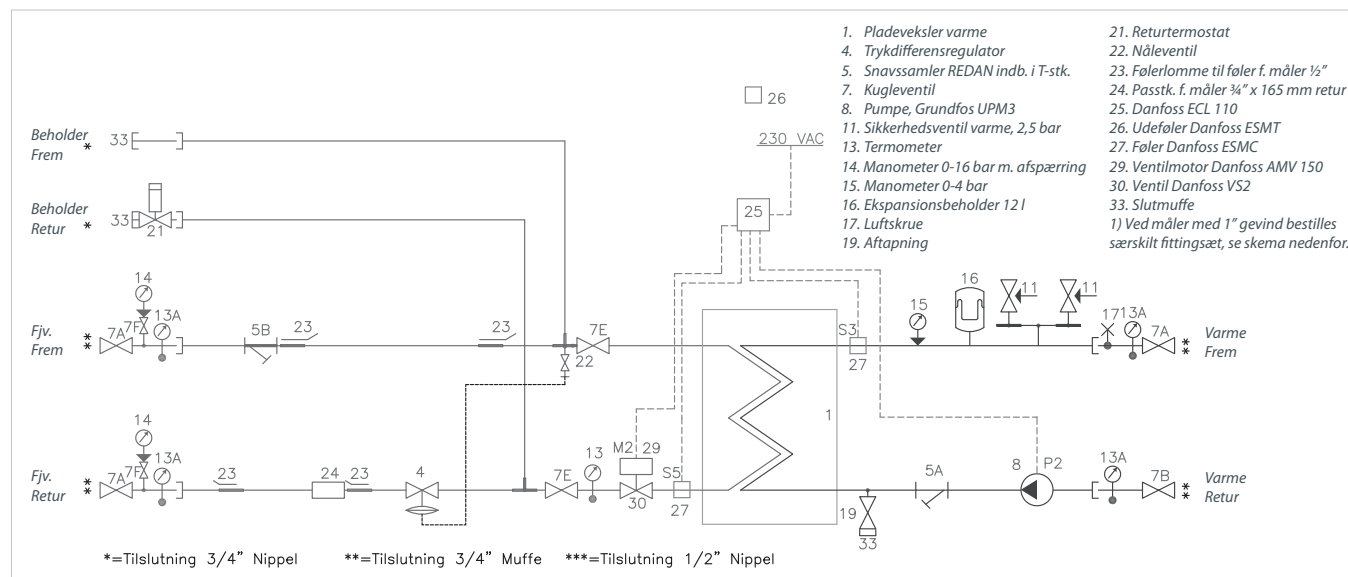 1. Pladeveksler varme
4. Trykdifferensregulator
5. Snavssamler REDAN indb. i T-stk.
7. Kugleventil
8. Pumpe, Grundfos UPM3
11. Sikkerhedsventil varme, 2,5 bar
13. Termometer
14. Manometer 0-16 bar m. afspærring
15. Manometer 0-4 bar
16. Ekspansionsbeholder 12 l
17. Luftskrue
19. Aftapning
21. Returtermostat
22. Nåleventil
23. Følerlomme til føler f. måler ½"
24. Passtk. f. måler ¾" x 165 mm retur
25. Danfoss ECL 110
26. Udeføler Danfoss ESMT
27. Føler Danfoss ESMC
29. Ventilmotor Danfoss AMV 150
30. Ventil Danfoss VS2
33. Slutmuffe
1) Ved måler med 1" gevind bestilles
særskilt fittingsæt, se skema nedenfor.
26
230 VAC
Beholder
Frem
*
33
Beholder
Retur
*
33
21
25
14
7F
13A
5B
23
23
7E
S3
15
16
11
11
17
13A
7A
Fjv.
Frem
**
7A
22
27
**
Varme
Frem
1
14
7F
13A
23
24
23
4
7E
13
M2
29
S5
5A
8
P2
13A
7B
Fjv.
Retur
**
7A
30
27
19
33
**
Varme
Retur
*=Tilslutning 3/4" Nippel
**=Tilslutning 3/4" Muffe
***=Tilslutning 1/2" Nippel